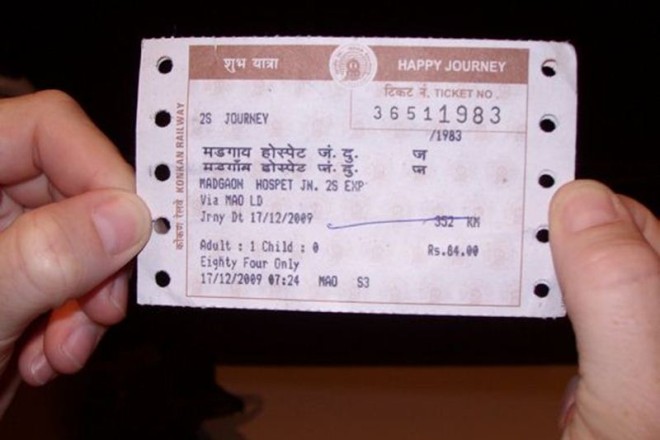 शुभ यात्रा HAPPY JOURNEY
टिकट नं. TICKET NO.
36511983
2S JOURNEY
/1983
मडगाय होस्पेट जं. दु. ज
मडगाँव होस्पेट जं. दु. ज
MADGAON HOSPET JN. 2S EXP
Via MAO LD
Jrny Dt 17/12/2009 352 KM
Adult : 1 Child : 0 Rs.84.00
Eighty Four Only
17/12/2009 07:24 MAO S3
कोंकण रेलवे KONKAN RAILWAY